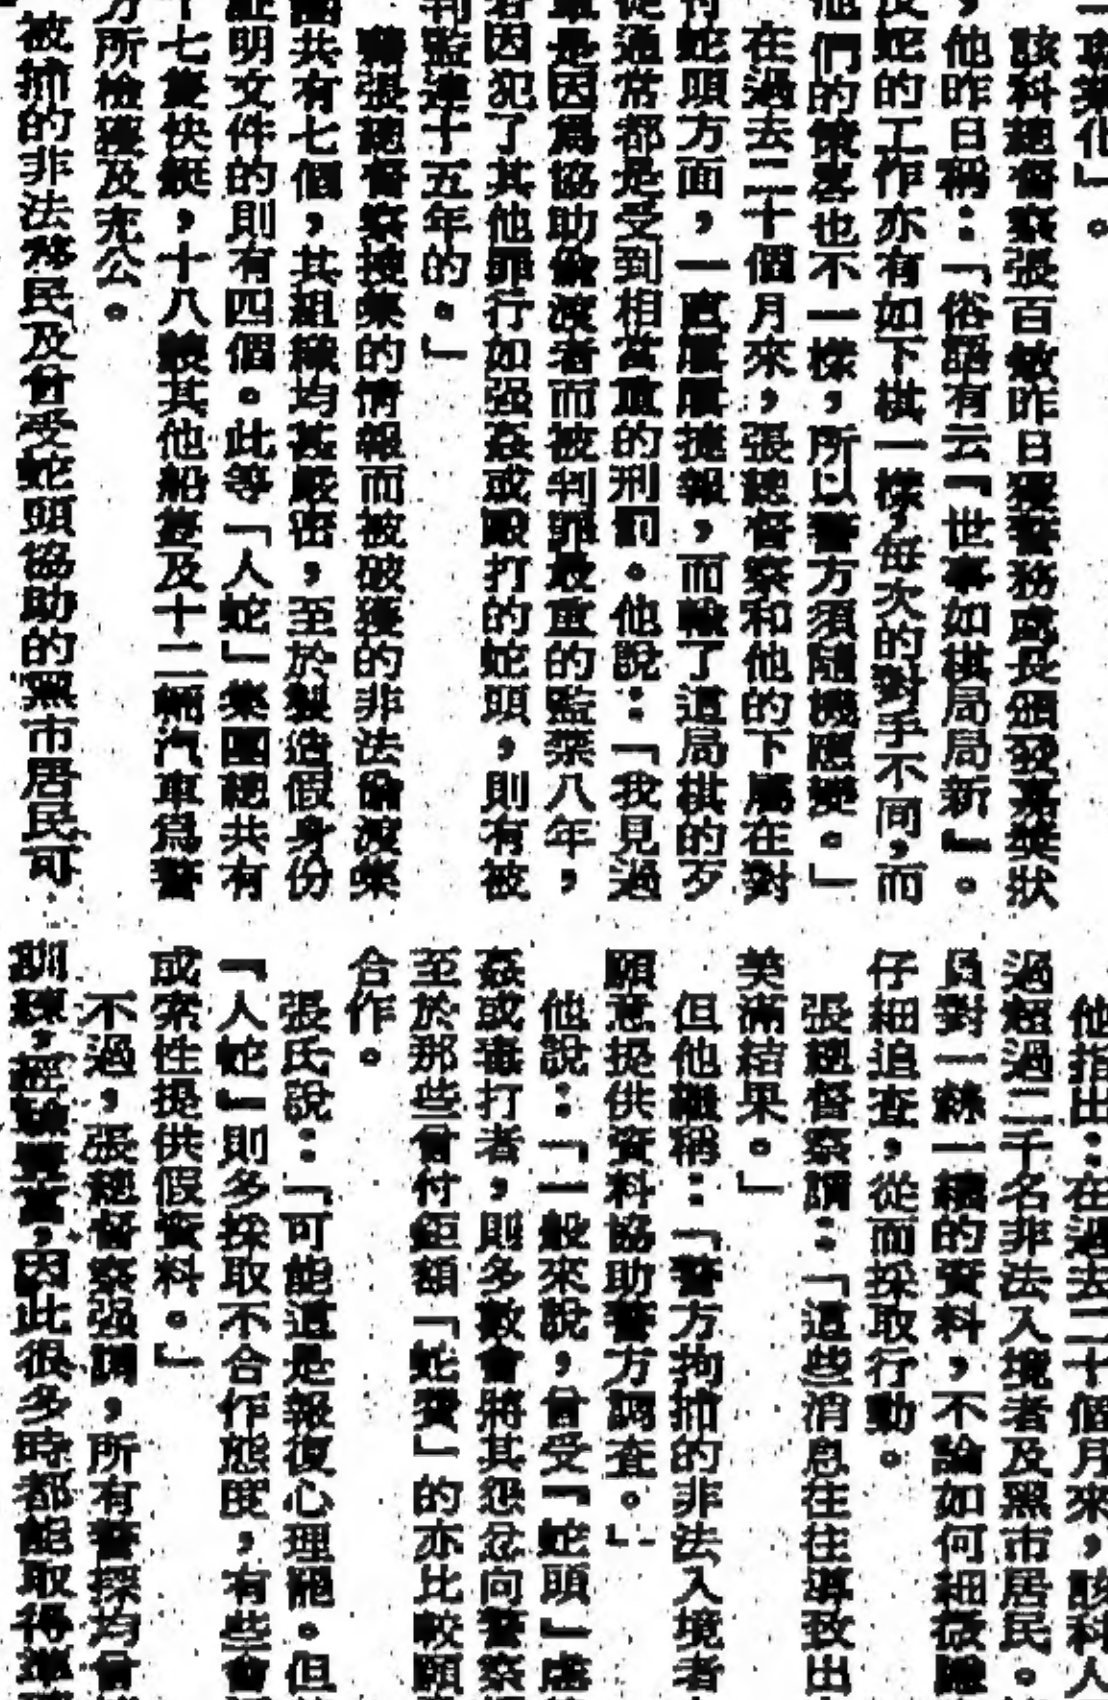 一專業化」。
該科總督察張百敏昨日獲警務處長頒發嘉獎狀
，他昨日稱：「俗語有云『世事如棋局局新』。
反蛇的工作亦有如下棋一樣，每次的對手不同，而
他們的棋路也不一樣，所以警方須隨機應變。」
在過去二十個月來，張總督察和他的下屬在對
付蛇頭方面，一直屢屢捷報，而輸了這局棋的歹
徒通常都是受到相當重的刑罰。他說：「我見過
是因爲協助偷渡者而被判罪最重的監禁八年，
者因犯了其他罪行如强姦或毆打的蛇頭，則有被
判監達十五年的。」
據張總督察搜集的情報而被破獲的非法偷渡集
團共有七個，其組織均甚嚴密，至於製造假身份
証明文件的則有四個。此等「人蛇」集團總共有
十七艘快艇，十八艘其他船隻及十二輛汽車爲警
方所檢獲及充公。
被捕的非法移民及曾受蛇頭協助的黑市居民可
他指出：在過去二十個月來，該科人
過超過二千名非法入境者及黑市居民。
員對一絲一縷的資料，不論如何細微
仔細追查，從而採取行動。
張總督察謂：「這些消息往往導致出
美滿結果。」
但他雖稱：「警方拘捕的非法入境者
願意提供資料協助警方調查。」
他說：「一般來說，曾受『蛇頭』虐
姦或毒打者，則多數會將其怨忿向警察
至於那些曾付鉅額「蛇費」的亦比較願
合作。
張氏說：「可能這是報復心理吧。但
『人蛇』則多採取不合作態度，有些會
或索性提供假資料。」
不過，張總督察强調，所有警探均曾
訓練，經驗豐富，因此很多時都能取得準